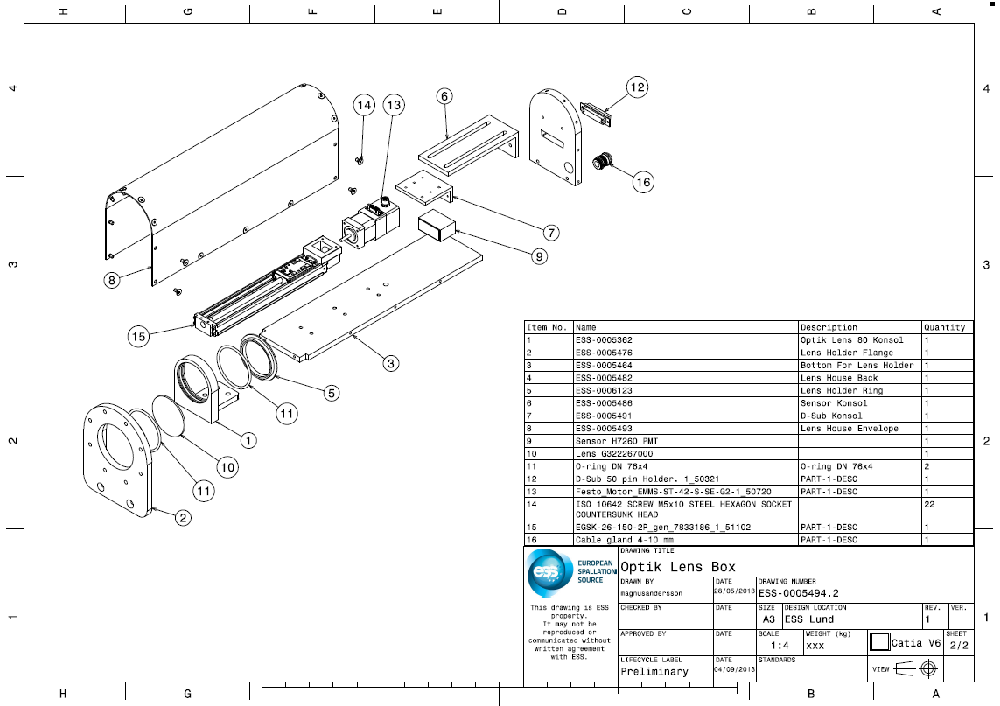 H G F E D C B A
4 4
12
6
14 13
16
7
9
3 3
8
15
3
5
11
2 2
1
10
11
2
Item No. Name Description Quantity
1 ESS-0005362 Optik Lens 80 Konsol 1
2 ESS-0005476 Lens Holder Flange 1
3 ESS-0005464 Bottom For Lens Holder 1
4 ESS-0005482 Lens House Back 1
5 ESS-0006123 Lens Holder Ring 1
6 ESS-0005486 Sensor Konsol 1
7 ESS-0005491 D-Sub Konsol 1
8 ESS-0005493 Lens House Envelope 1
9 Sensor H7260 PMT 1
10 Lens G322267000 1
11 O-ring DN 76x4 O-ring DN 76x4 2
12 D-Sub 50 pin Holder. 1_50321 PART-1-DESC 1
13 Festo_Motor_EMMS-ST-42-S-SE-G2-1_50720 PART-1-DESC 1
14 ISO 10642 SCREW M5x10 STEEL HEXAGON SOCKET 22
COUNTERSUNK HEAD
15 EGSK-26-150-2P_gen_7833186_1_51102 PART-1-DESC 1
16 Cable gland 4-10 mm PART-1-DESC 1
ess
EUROPEAN
SPALLATION
SOURCE
This drawing is ESS
property.
It may not be
reproduced or
communicated without
written agreement
with ESS.
DRAWING TITLE
Optik Lens Box
DRAWN BY DATE DRAWING NUMBER
magnusandersson 28/05/2013 ESS-0005494.2
CHECKED BY DATE SIZE DESIGN LOCATION REV. VER.
A3 ESS Lund 1
APPROVED BY DATE SCALE WEIGHT (kg) SHEET
1:4 xxx Catia V6 2/2
LIFECYCLE LABEL DATE STANDARDS
Preliminary 04/09/2013 VIEW
1 1
H G B A